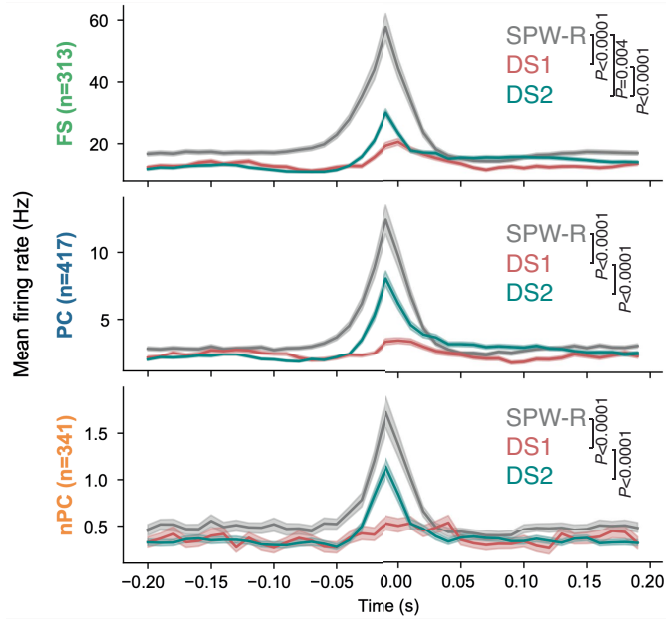 Mean firing rate (Hz)
FS (n=313)
60
40
20
SPW-R
DS1
DS2
P<0.0001
P=0.004
P<0.0001
PC (n=417)
10
5
SPW-R
DS1
DS2
P<0.0001
P<0.0001
nPC (n=341)
1.5
1.0
0.5
SPW-R
DS1
DS2
P<0.0001
P<0.0001
−0.20 −0.15 −0.10 −0.05 0.00 0.05 0.10 0.15 0.20
Time (s)